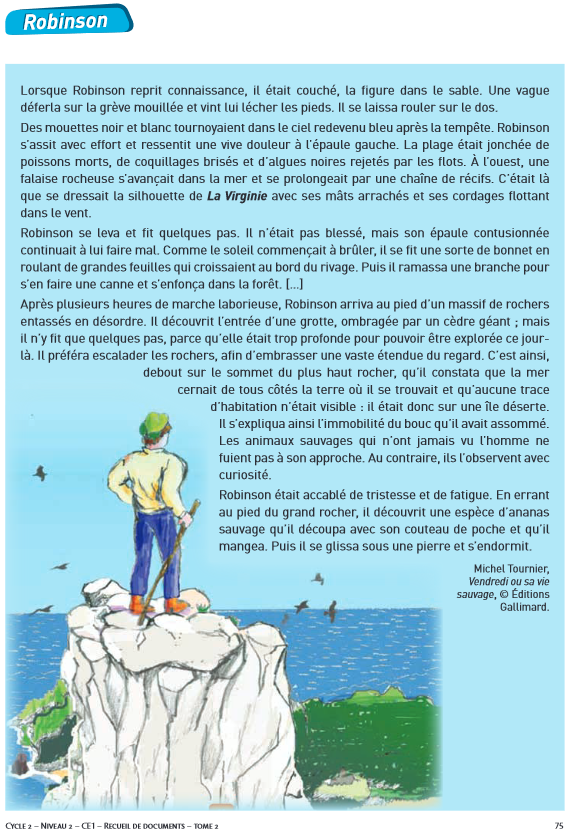 Robinson
Lorsque Robinson reprit connaissance, il était couché, la figure dans le sable. Une vague
déferla sur la grève mouillée et vint lui lécher les pieds. Il se laissa rouler sur le dos.
Des mouettes noir et blanc tournoyaient dans le ciel redevenu bleu après la tempête. Robinson
s'assit avec effort et ressentit une vive douleur à l'épaule gauche. La plage était jonchée de
poissons morts, de coquillages brisés et d'algues noires rejetés par les flots. À l'ouest, une
falaise rocheuse s'avançait dans la mer et se prolongeait par une chaîne de récifs. C'était là
que se dressait la silhouette de La Virginie avec ses mâts arrachés et ses cordages flottant
dans le vent.
Robinson se leva et fit quelques pas. Il n'était pas blessé, mais son épaule contusionnée
continuait à lui faire mal. Comme le soleil commençait à brûler, il se fit une sorte de bonnet en
roulant de grandes feuilles qui croissaient au bord du rivage. Puis il ramassa une branche pour
s'en faire une canne et s'enfonça dans la forêt. [...]
Après plusieurs heures de marche laborieuse, Robinson arriva au pied d'un massif de rochers
entassés en désordre. Il découvrit l'entrée d'une grotte, ombragée par un cèdre géant ; mais
il n'y fit que quelques pas, parce qu'elle était trop profonde pour pouvoir être explorée ce jour-
là. Il préféra escalader les rochers, afin d'embrasser une vaste étendue du regard. C'est ainsi,
debout sur le sommet du plus haut rocher, qu'il constata que la mer
cernait de tous côtés la terre où il se trouvait et qu'aucune trace
d'habitation n'était visible : il était donc sur une île déserte.
Il s'expliqua ainsi l'immobilité du bouc qu'il avait assommé.
Les animaux sauvages qui n'ont jamais vu l'homme ne
fuient pas à son approche. Au contraire, ils l'observent avec
curiosité.
Robinson était accablé de tristesse et de fatigue. En errant
au pied du grand rocher, il découvrit une espèce d'ananas
sauvage qu'il découpa avec son couteau de poche et qu'il
mangea. Puis il se glissa sous une pierre et s'endormit.
Michel Tournier,
Vendredi ou sa vie
sauvage, © Éditions
Gallimard.
Cycle 2 – Niveau 2 – CE1 – Recueil de documents – tome 2
75